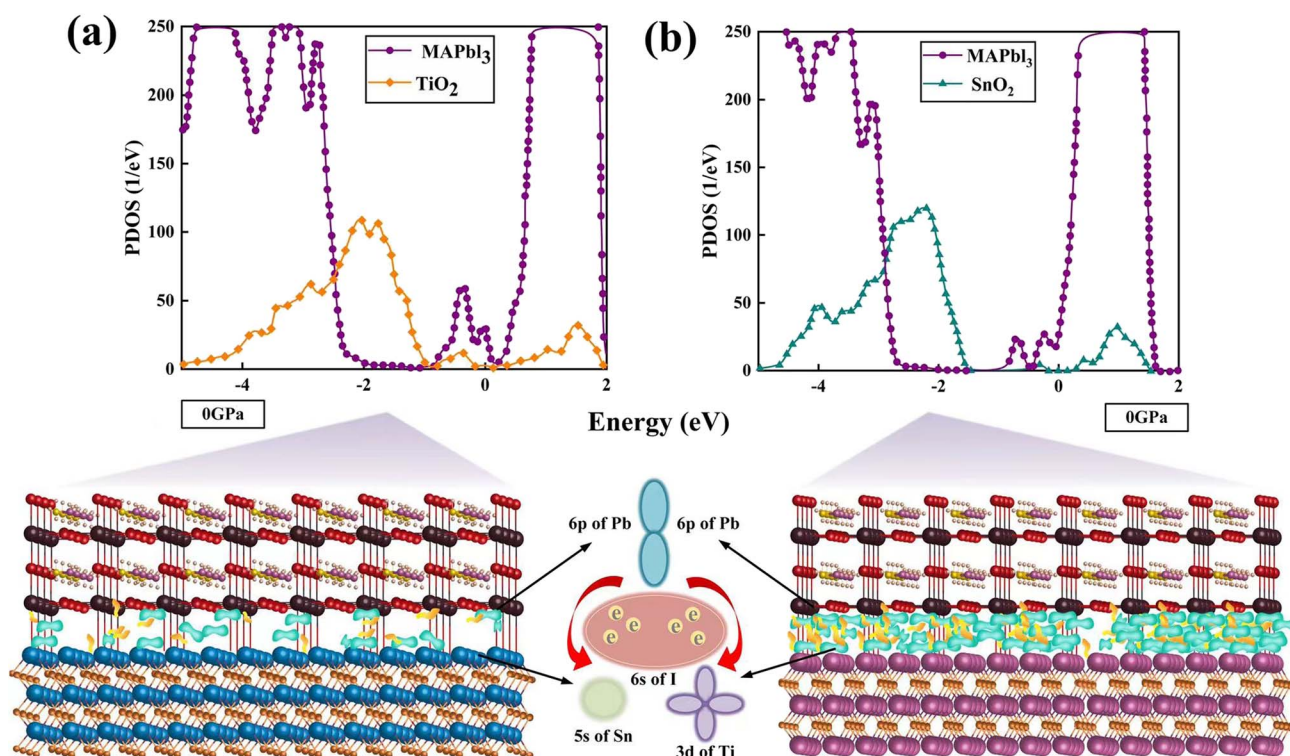 (a)
250
200
150
100
50
0
PDOS (1/eV)
MAPbI₃
TiO₂
-4
-2
0
2
0GPa
(b)
250
200
150
100
50
0
PDOS (1/eV)
MAPbI₃
SnO₂
-4
-2
0
2
0GPa
Energy (eV)
6p of Pb
6p of Pb
e
e
e
e
e
e
6s of I
5s of Sn
3d of Ti